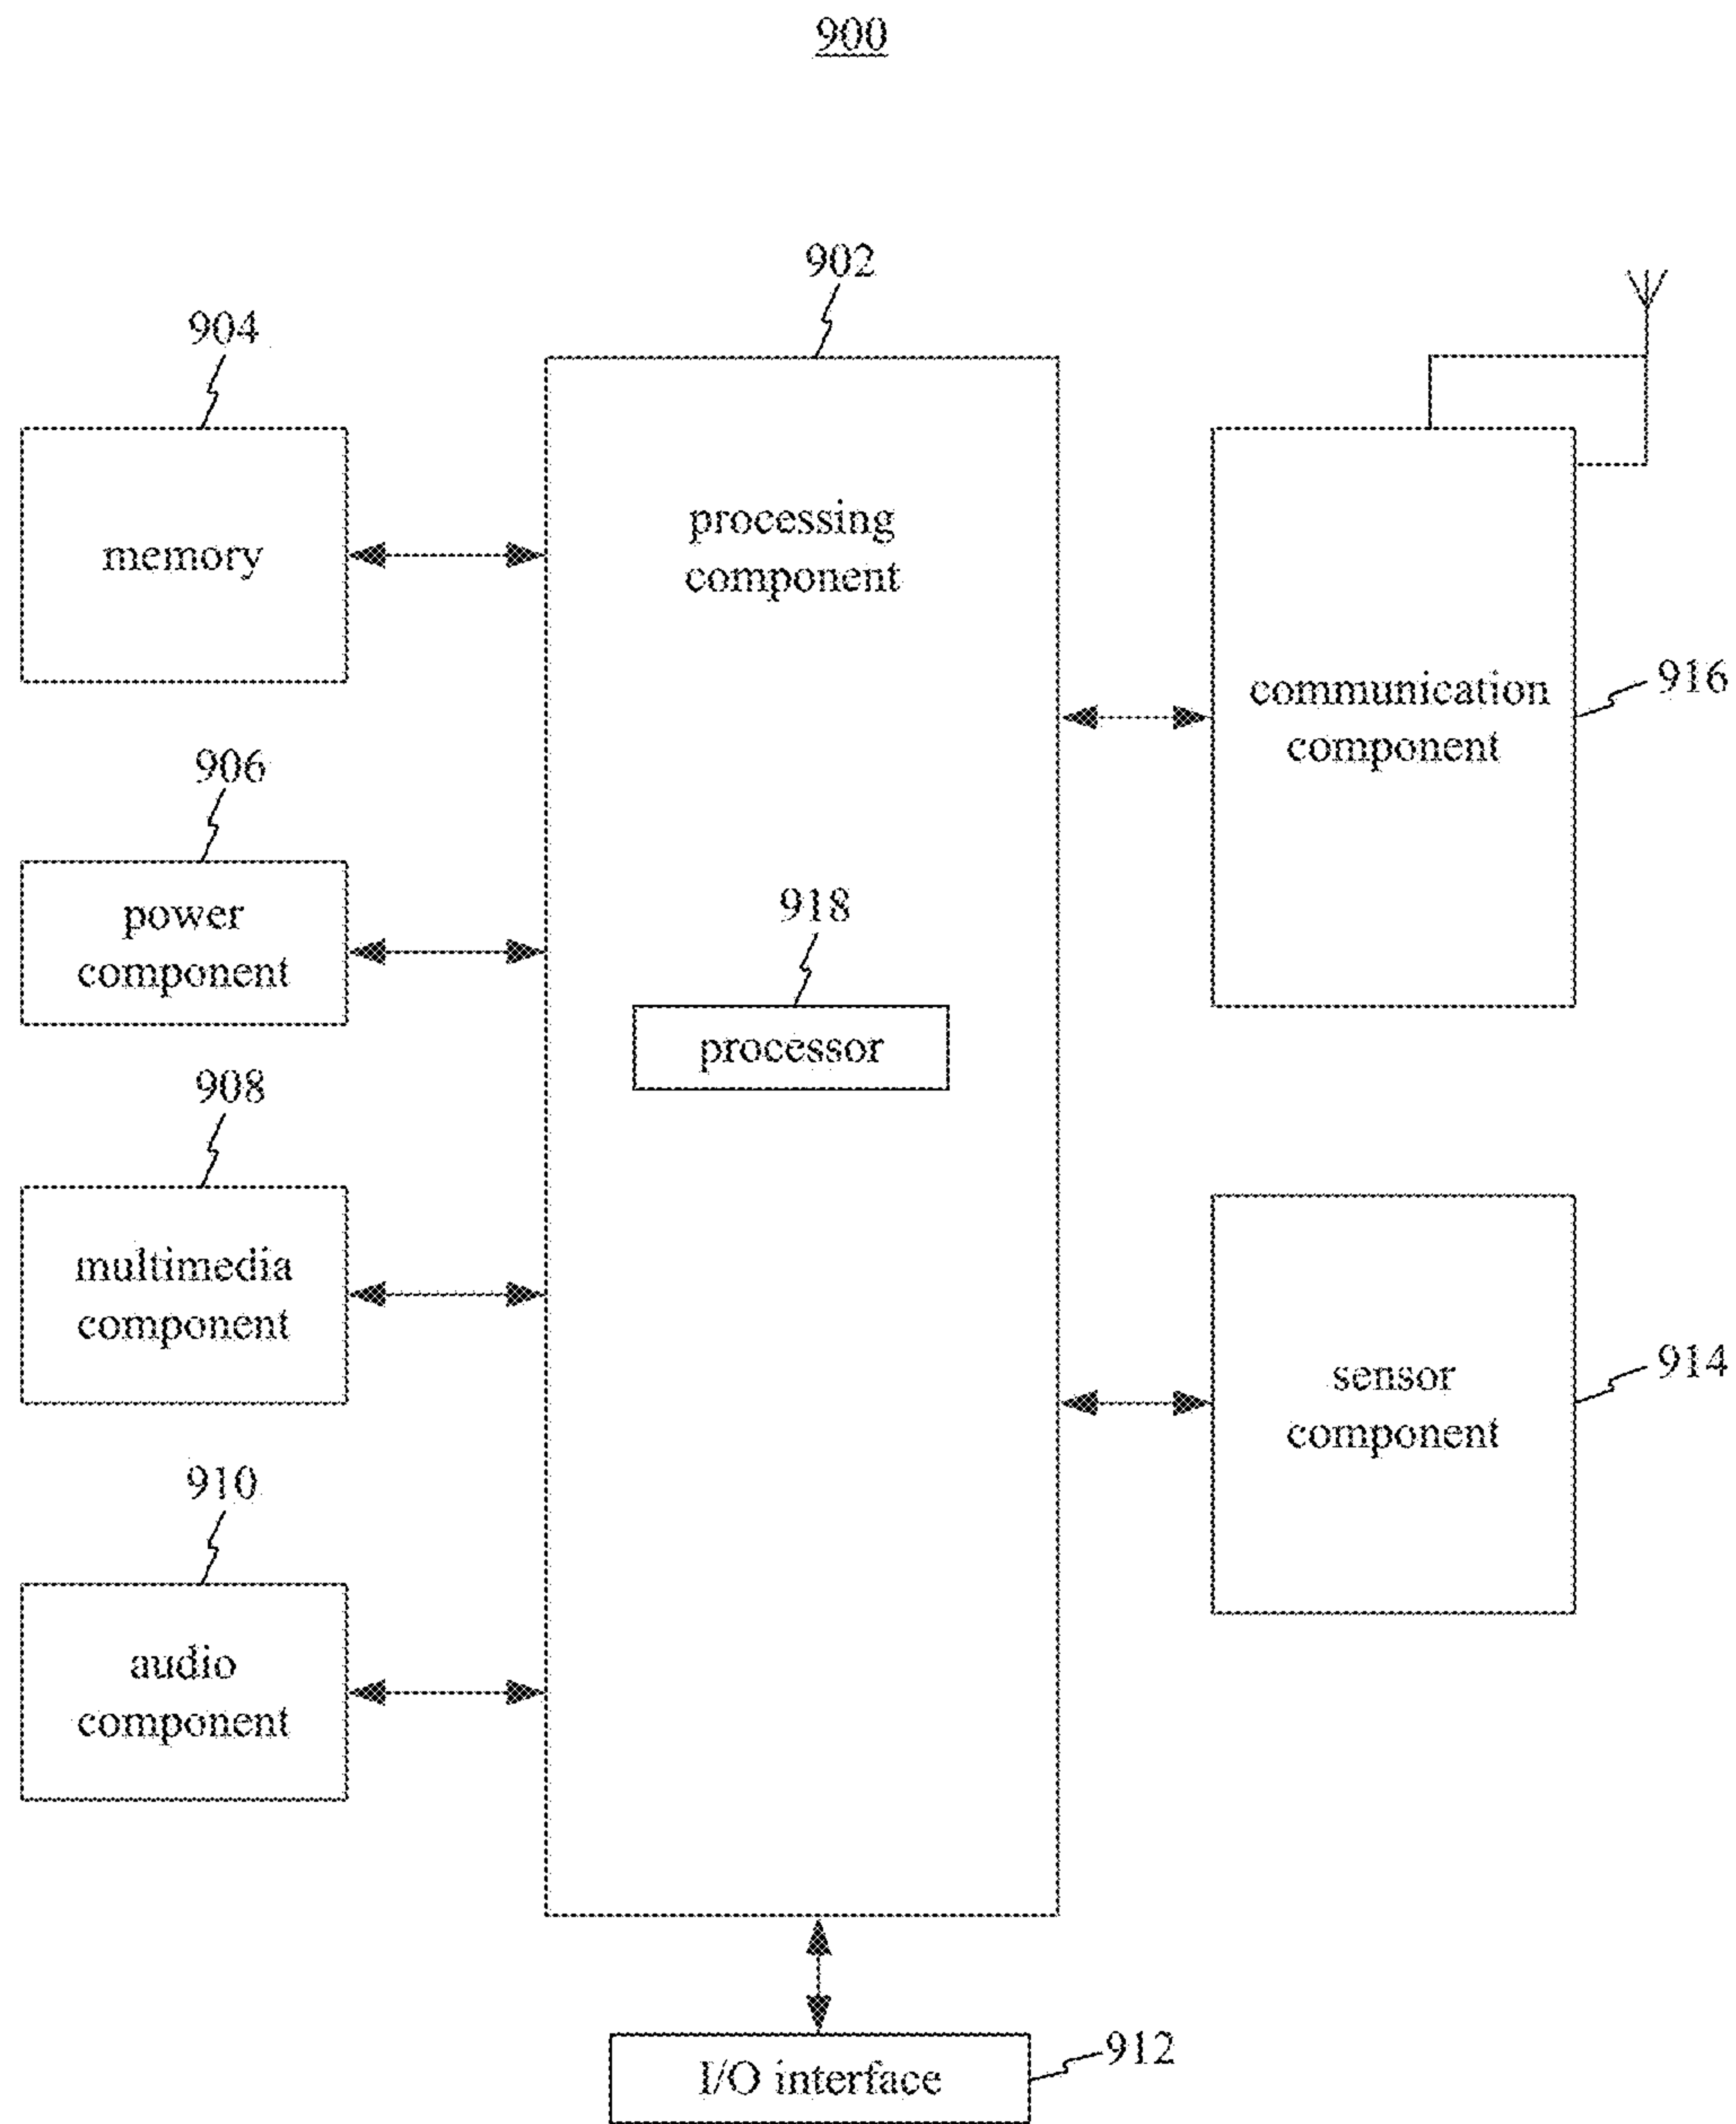 900
902
904
memory
processing
component
communication
component
916
906
power
component
918
processor
908
multimedia
component
sensor
component
914
910
audio
component
I/O interface
912